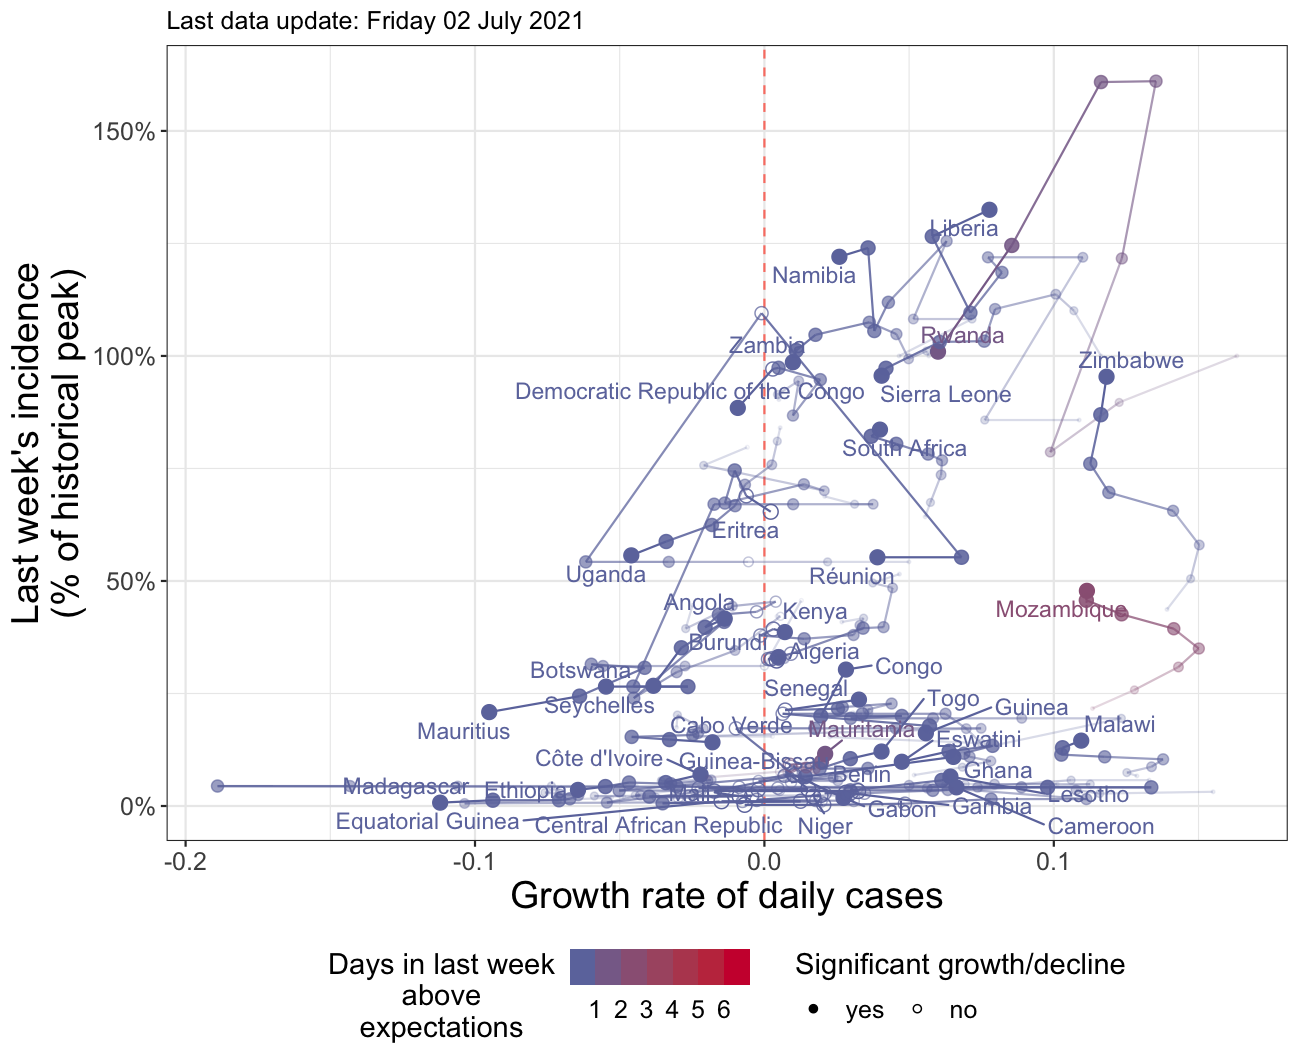 Last data update: Friday 02 July 2021
Last week's incidence
(% of historical peak)
150%
100%
50%
0%
Liberia
Namibia
Rwanda
Zambia
Zimbabwe
Democratic Republic of the Congo
Sierra Leone
South Africa
Eritrea
Uganda
Réunion
Angola
Kenya
Mozambique
Burundi
Algeria
Botswana
Congo
Senegal
Seychelles
Togo
Guinea
Mauritius
Cabo Verde
Mauritania
Malawi
Eswatini
Côte d'Ivoire
Guinea-Bissau
Ghana
Benin
Madagascar
Ethiopia
Lesotho
Gambia
Gabon
Equatorial Guinea
Central African Republic
Niger
Cameroon
-0.2
-0.1
0.0
0.1
Growth rate of daily cases
Days in last week
above
expectations
1 2 3 4 5 6
Significant growth/decline
yes
no